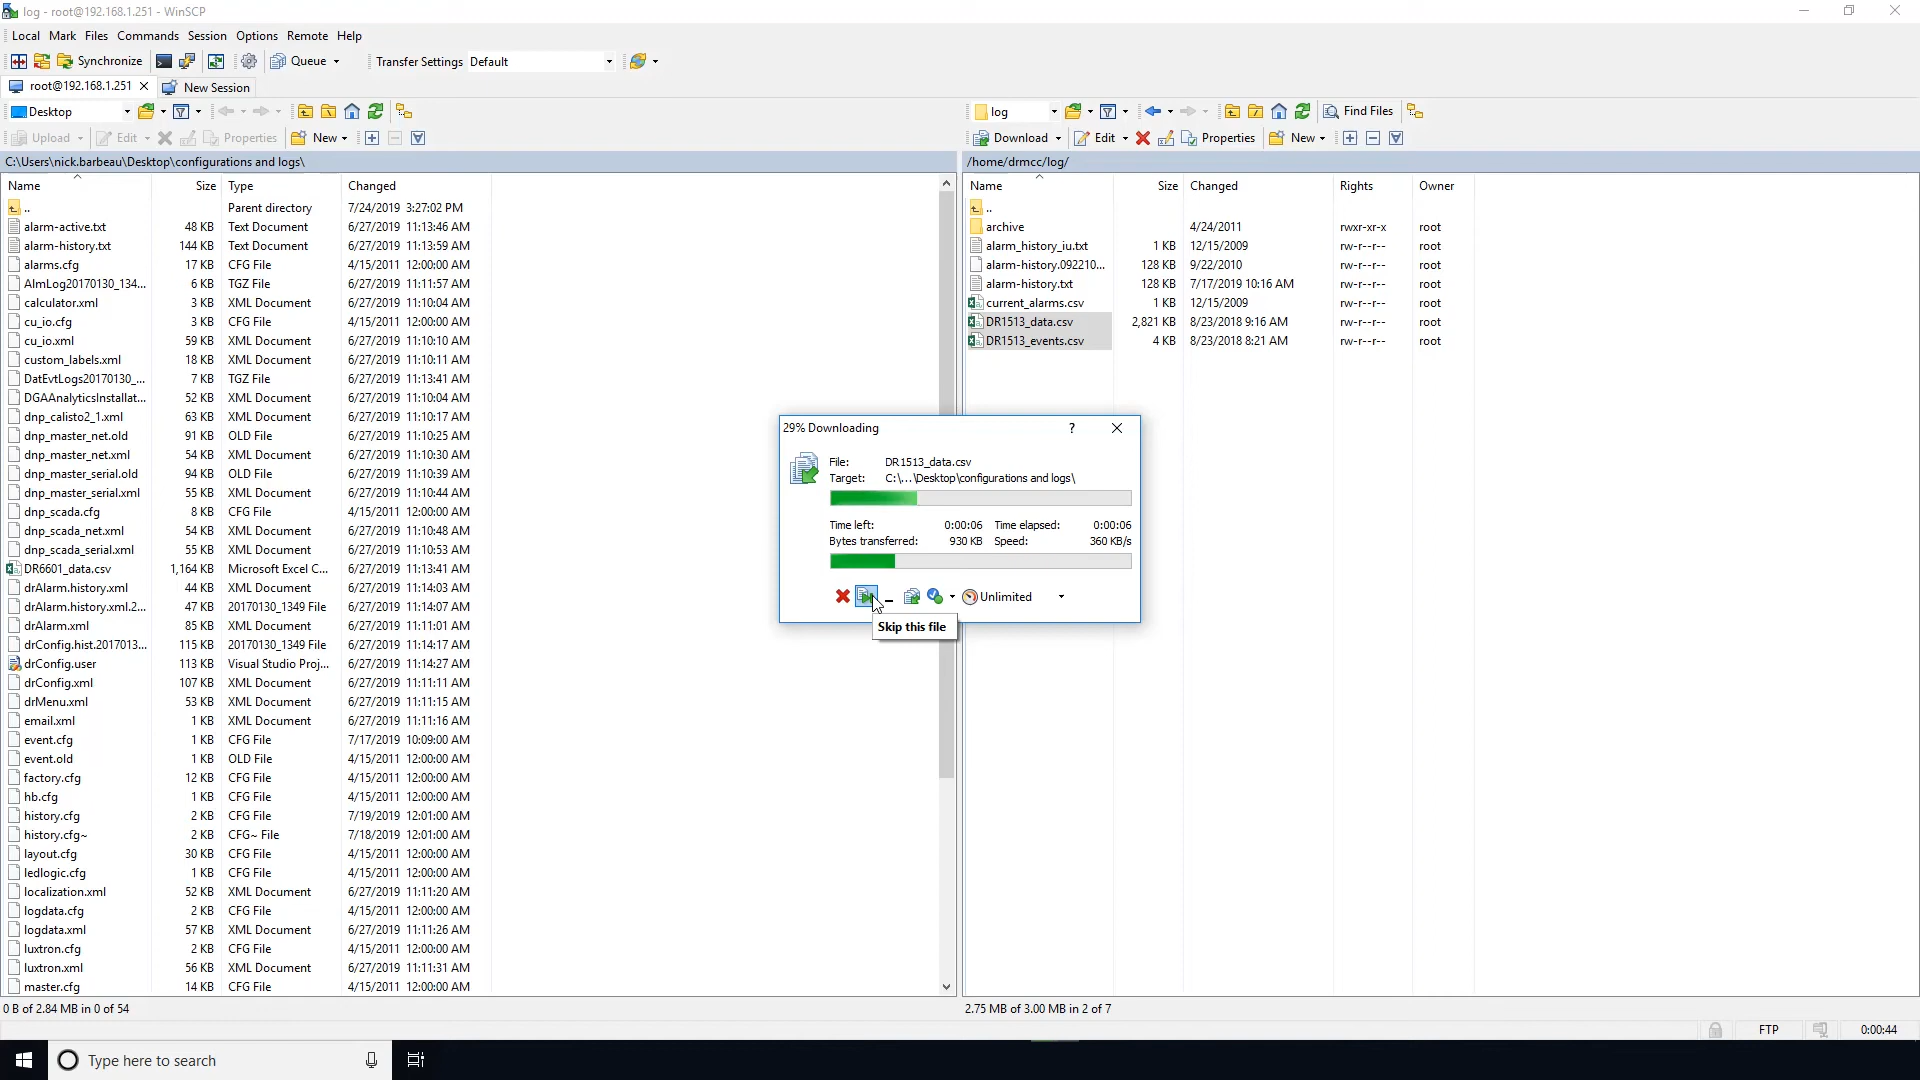 log - root@192.168.1.251 - WinSCP
Local Mark Files Commands Session Options Remote Help
Synchronize Queue Transfer Settings Default
root@192.168.1.251 New Session
Desktop log Find Files
Upload Edit Properties New Download Edit Properties New
C:\Users\nick.barbeau\Desktop\configurations and logs\ /home/drmcc/log/
Name Size Type Changed Name Size Changed Rights Owner
.. Parent directory 7/24/2019 3:27:02 PM ..
alarm-active.txt 48 KB Text Document 6/27/2019 11:13:46 AM archive 4/24/2011 rwxr-xr-x root
alarm-history.txt 144 KB Text Document 6/27/2019 11:13:59 AM alarm_history_iu.txt 1 KB 12/15/2009 rw-r--r-- root
alarms.cfg 17 KB CFG File 4/15/2011 12:00:00 AM alarm-history.092210... 128 KB 9/22/2010 rw-r--r-- root
AlmLog20170130_134... 6 KB TGZ File 6/27/2019 11:11:57 AM alarm-history.txt 128 KB 7/17/2019 10:16 AM rw-r--r-- root
calculator.xml 3 KB XML Document 6/27/2019 11:10:04 AM current_alarms.csv 1 KB 12/15/2009 rw-r--r-- root
cu_io.cfg 3 KB CFG File 4/15/2011 12:00:00 AM DR1513_data.csv 2,821 KB 8/23/2018 9:16 AM rw-r--r-- root
cu_io.xml 59 KB XML Document 6/27/2019 11:10:10 AM DR1513_events.csv 4 KB 8/23/2018 8:21 AM rw-r--r-- root
custom_labels.xml 18 KB XML Document 6/27/2019 11:10:11 AM
DatEvtLogs20170130_... 7 KB TGZ File 6/27/2019 11:13:41 AM
DGAAnalyticsInstallat... 52 KB XML Document 6/27/2019 11:10:04 AM
dnp_calisto2_1.xml 63 KB XML Document 6/27/2019 11:10:17 AM
dnp_master_net.old 91 KB OLD File 6/27/2019 11:10:25 AM
dnp_master_net.xml 54 KB XML Document 6/27/2019 11:10:30 AM
dnp_master_serial.old 94 KB OLD File 6/27/2019 11:10:39 AM
dnp_master_serial.xml 55 KB XML Document 6/27/2019 11:10:44 AM
dnp_scada.cfg 8 KB CFG File 4/15/2011 12:00:00 AM
dnp_scada_net.xml 54 KB XML Document 6/27/2019 11:10:48 AM
dnp_scada_serial.xml 55 KB XML Document 6/27/2019 11:10:53 AM
DR6601_data.csv 1,164 KB Microsoft Excel C... 6/27/2019 11:13:41 AM
drAlarm.history.xml 44 KB XML Document 6/27/2019 11:14:03 AM
drAlarm.history.xml.2... 47 KB 20170130_1349 File 6/27/2019 11:14:07 AM
drAlarm.xml 85 KB XML Document 6/27/2019 11:11:01 AM
drConfig.hist.2017013... 115 KB 20170130_1349 File 6/27/2019 11:14:17 AM
drConfig.user 113 KB Visual Studio Proj... 6/27/2019 11:14:27 AM
drConfig.xml 107 KB XML Document 6/27/2019 11:11:11 AM
drMenu.xml 53 KB XML Document 6/27/2019 11:11:15 AM
email.xml 1 KB XML Document 6/27/2019 11:11:16 AM
event.cfg 1 KB CFG File 7/17/2019 10:09:00 AM
event.old 1 KB OLD File 4/15/2011 12:00:00 AM
factory.cfg 12 KB CFG File 4/15/2011 12:00:00 AM
hb.cfg 1 KB CFG File 4/15/2011 12:00:00 AM
history.cfg 2 KB CFG File 7/19/2019 12:01:00 AM
history.cfg~ 2 KB CFG~ File 7/18/2019 12:01:00 AM
layout.cfg 30 KB CFG File 4/15/2011 12:00:00 AM
ledlogic.cfg 1 KB CFG File 4/15/2011 12:00:00 AM
localization.xml 52 KB XML Document 6/27/2019 11:11:20 AM
logdata.cfg 2 KB CFG File 4/15/2011 12:00:00 AM
logdata.xml 57 KB XML Document 6/27/2019 11:11:26 AM
luxtron.cfg 2 KB CFG File 4/15/2011 12:00:00 AM
luxtron.xml 56 KB XML Document 6/27/2019 11:11:31 AM
master.cfg 14 KB CFG File 4/15/2011 12:00:00 AM
29% Downloading ?
File: DR1513_data.csv
Target: C:\...\Desktop\configurations and logs\
Time left: 0:00:06 Time elapsed: 0:00:06
Bytes transferred: 930 KB Speed: 360 KB/s
Unlimited
Skip this file
0 B of 2.84 MB in 0 of 54 2.75 MB of 3.00 MB in 2 of 7
FTP 0:00:44
Type here to search